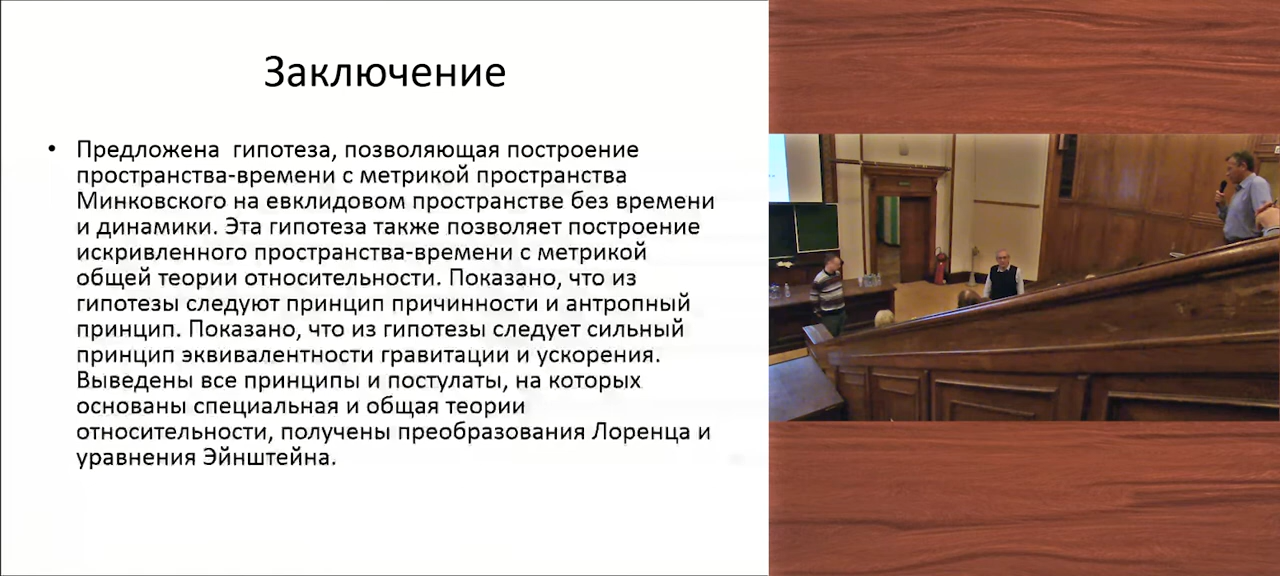 Заключение
• Предложена гипотеза, позволяющая построение
пространства-времени с метрикой пространства
Минковского на евклидовом пространстве без времени
и динамики. Эта гипотеза также позволяет построение
искривленного пространства-времени с метрикой
общей теории относительности. Показано, что из
гипотезы следуют принцип причинности и антропный
принцип. Показано, что из гипотезы следует сильный
принцип эквивалентности гравитации и ускорения.
Выведены все принципы и постулаты, на которых
основаны специальная и общая теории
относительности, получены преобразования Лоренца и
уравнения Эйнштейна.